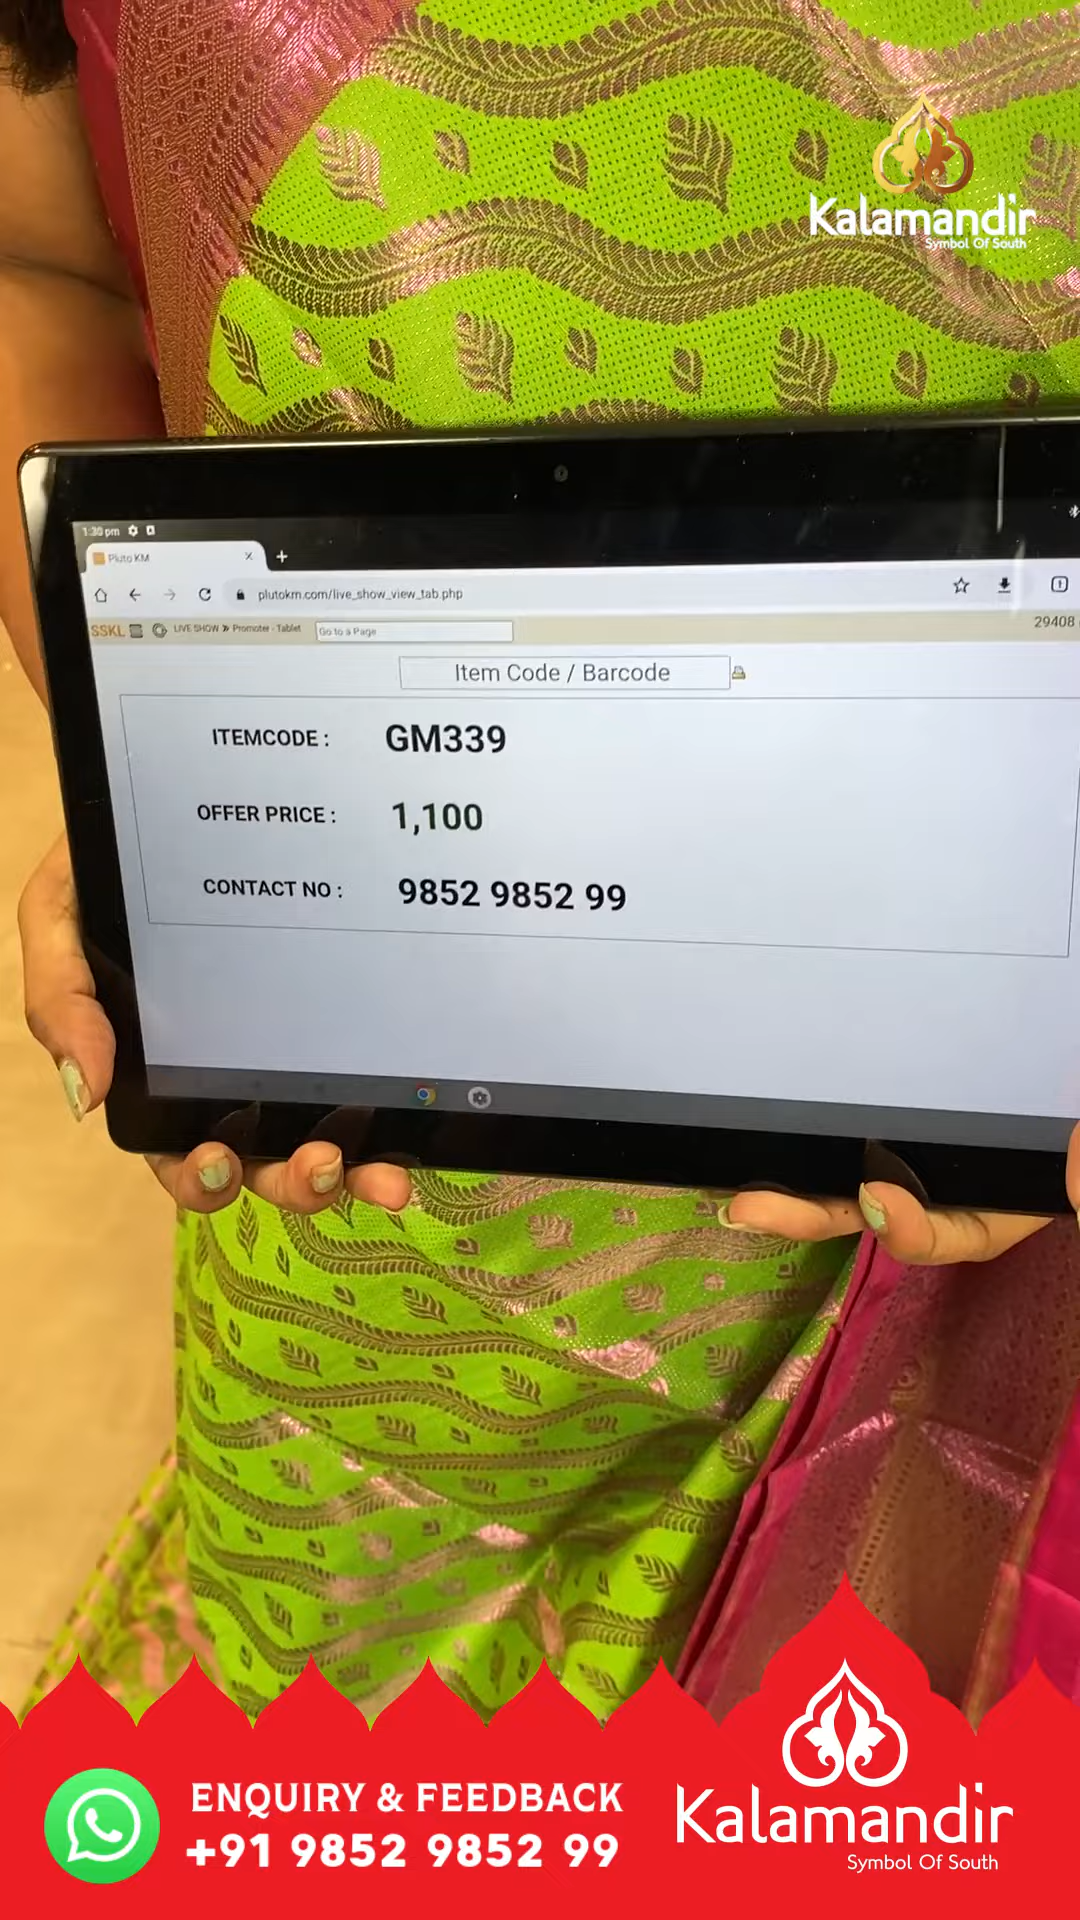 Kalamandir
Symbol Of South
1:30 pm
Pluto KM
plutokm.com/live_show_view_tab.php
SSKL
LIVE SHOW » Promoter - Tablet
Go to a Page
29408
Item Code / Barcode
ITEMCODE : GM339
OFFER PRICE : 1,100
CONTACT NO : 9852 9852 99
ENQUIRY & FEEDBACK
+91 9852 9852 99
Kalamandir
Symbol Of South